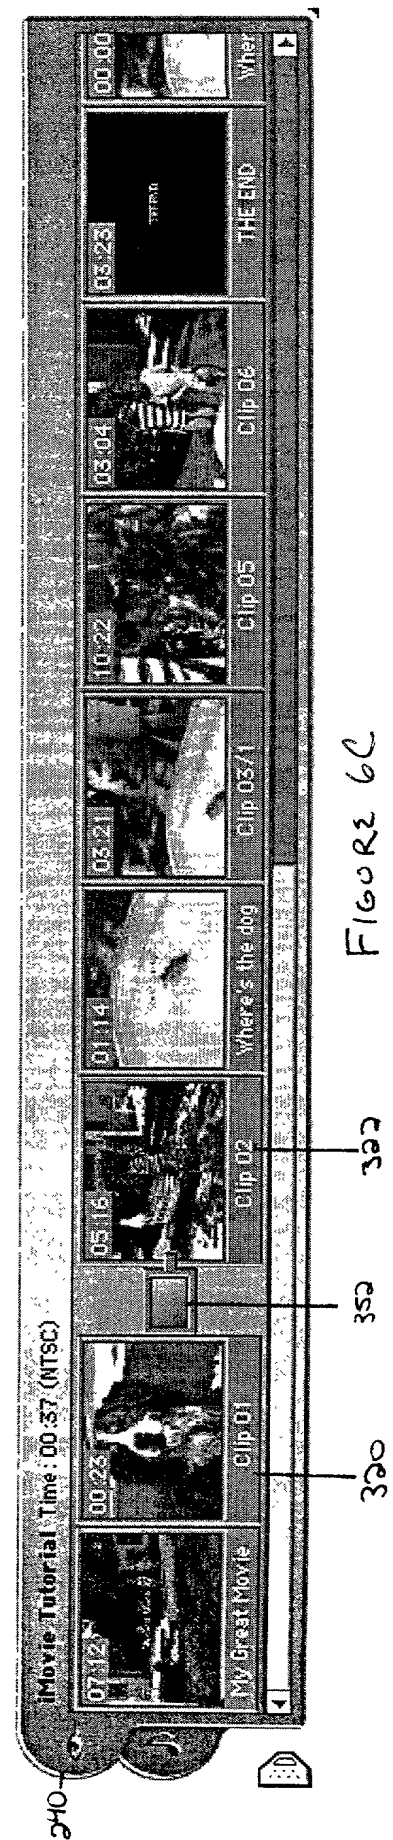 240
iMovie Tutorial Time: 00:37 (NTSC)
07:12
00:23
05:16
01:14
03:21
10:22
03:04
03:23
00:00
THE END
My Great Movie
Clip 01
Clip 02
Where's the dog
Clip 03/1
Clip 05
Clip 06
THE END
Wher
320
352
322
FIGURE 6C